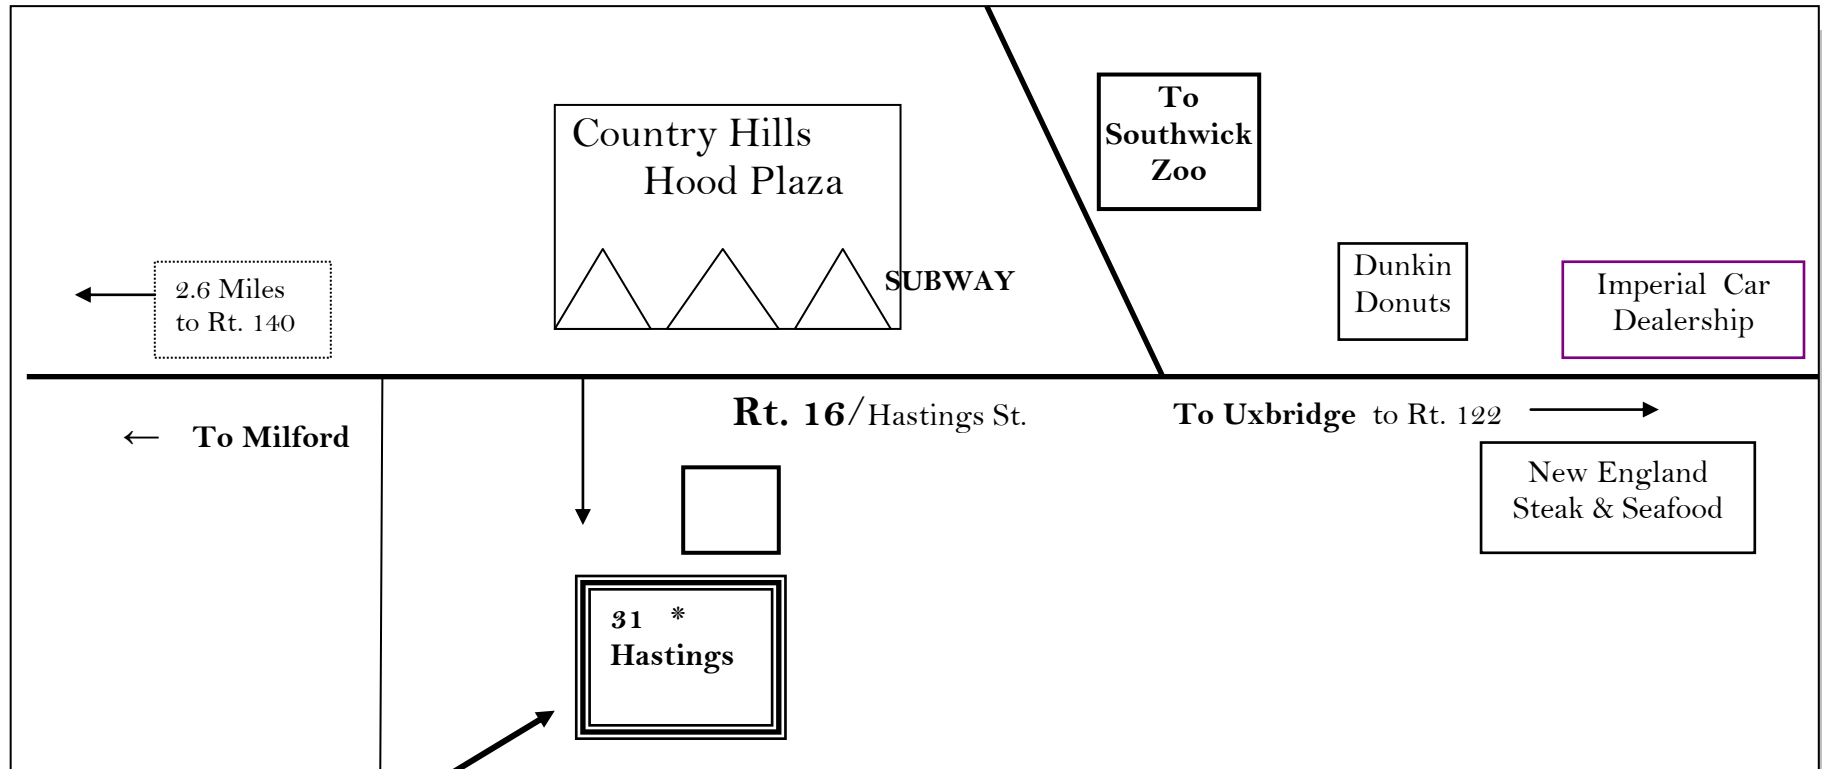 Country Hills
Hood Plaza
To
Southwick
Zoo
SUBWAY
Dunkin
Donuts
Imperial Car
Dealership
2.6 Miles
to Rt. 140
Rt. 16/Hastings St.
To Uxbridge to Rt. 122
← To Milford
New England
Steak & Seafood
31 *
Hastings